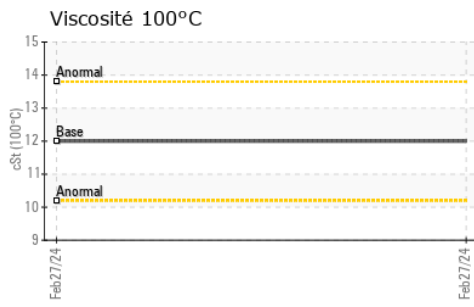 Viscosité 100°C
15
Anormal
14
13
Base
12
cSt (100°C)
11
Anormal
10
9
Feb27/24
Feb27/24